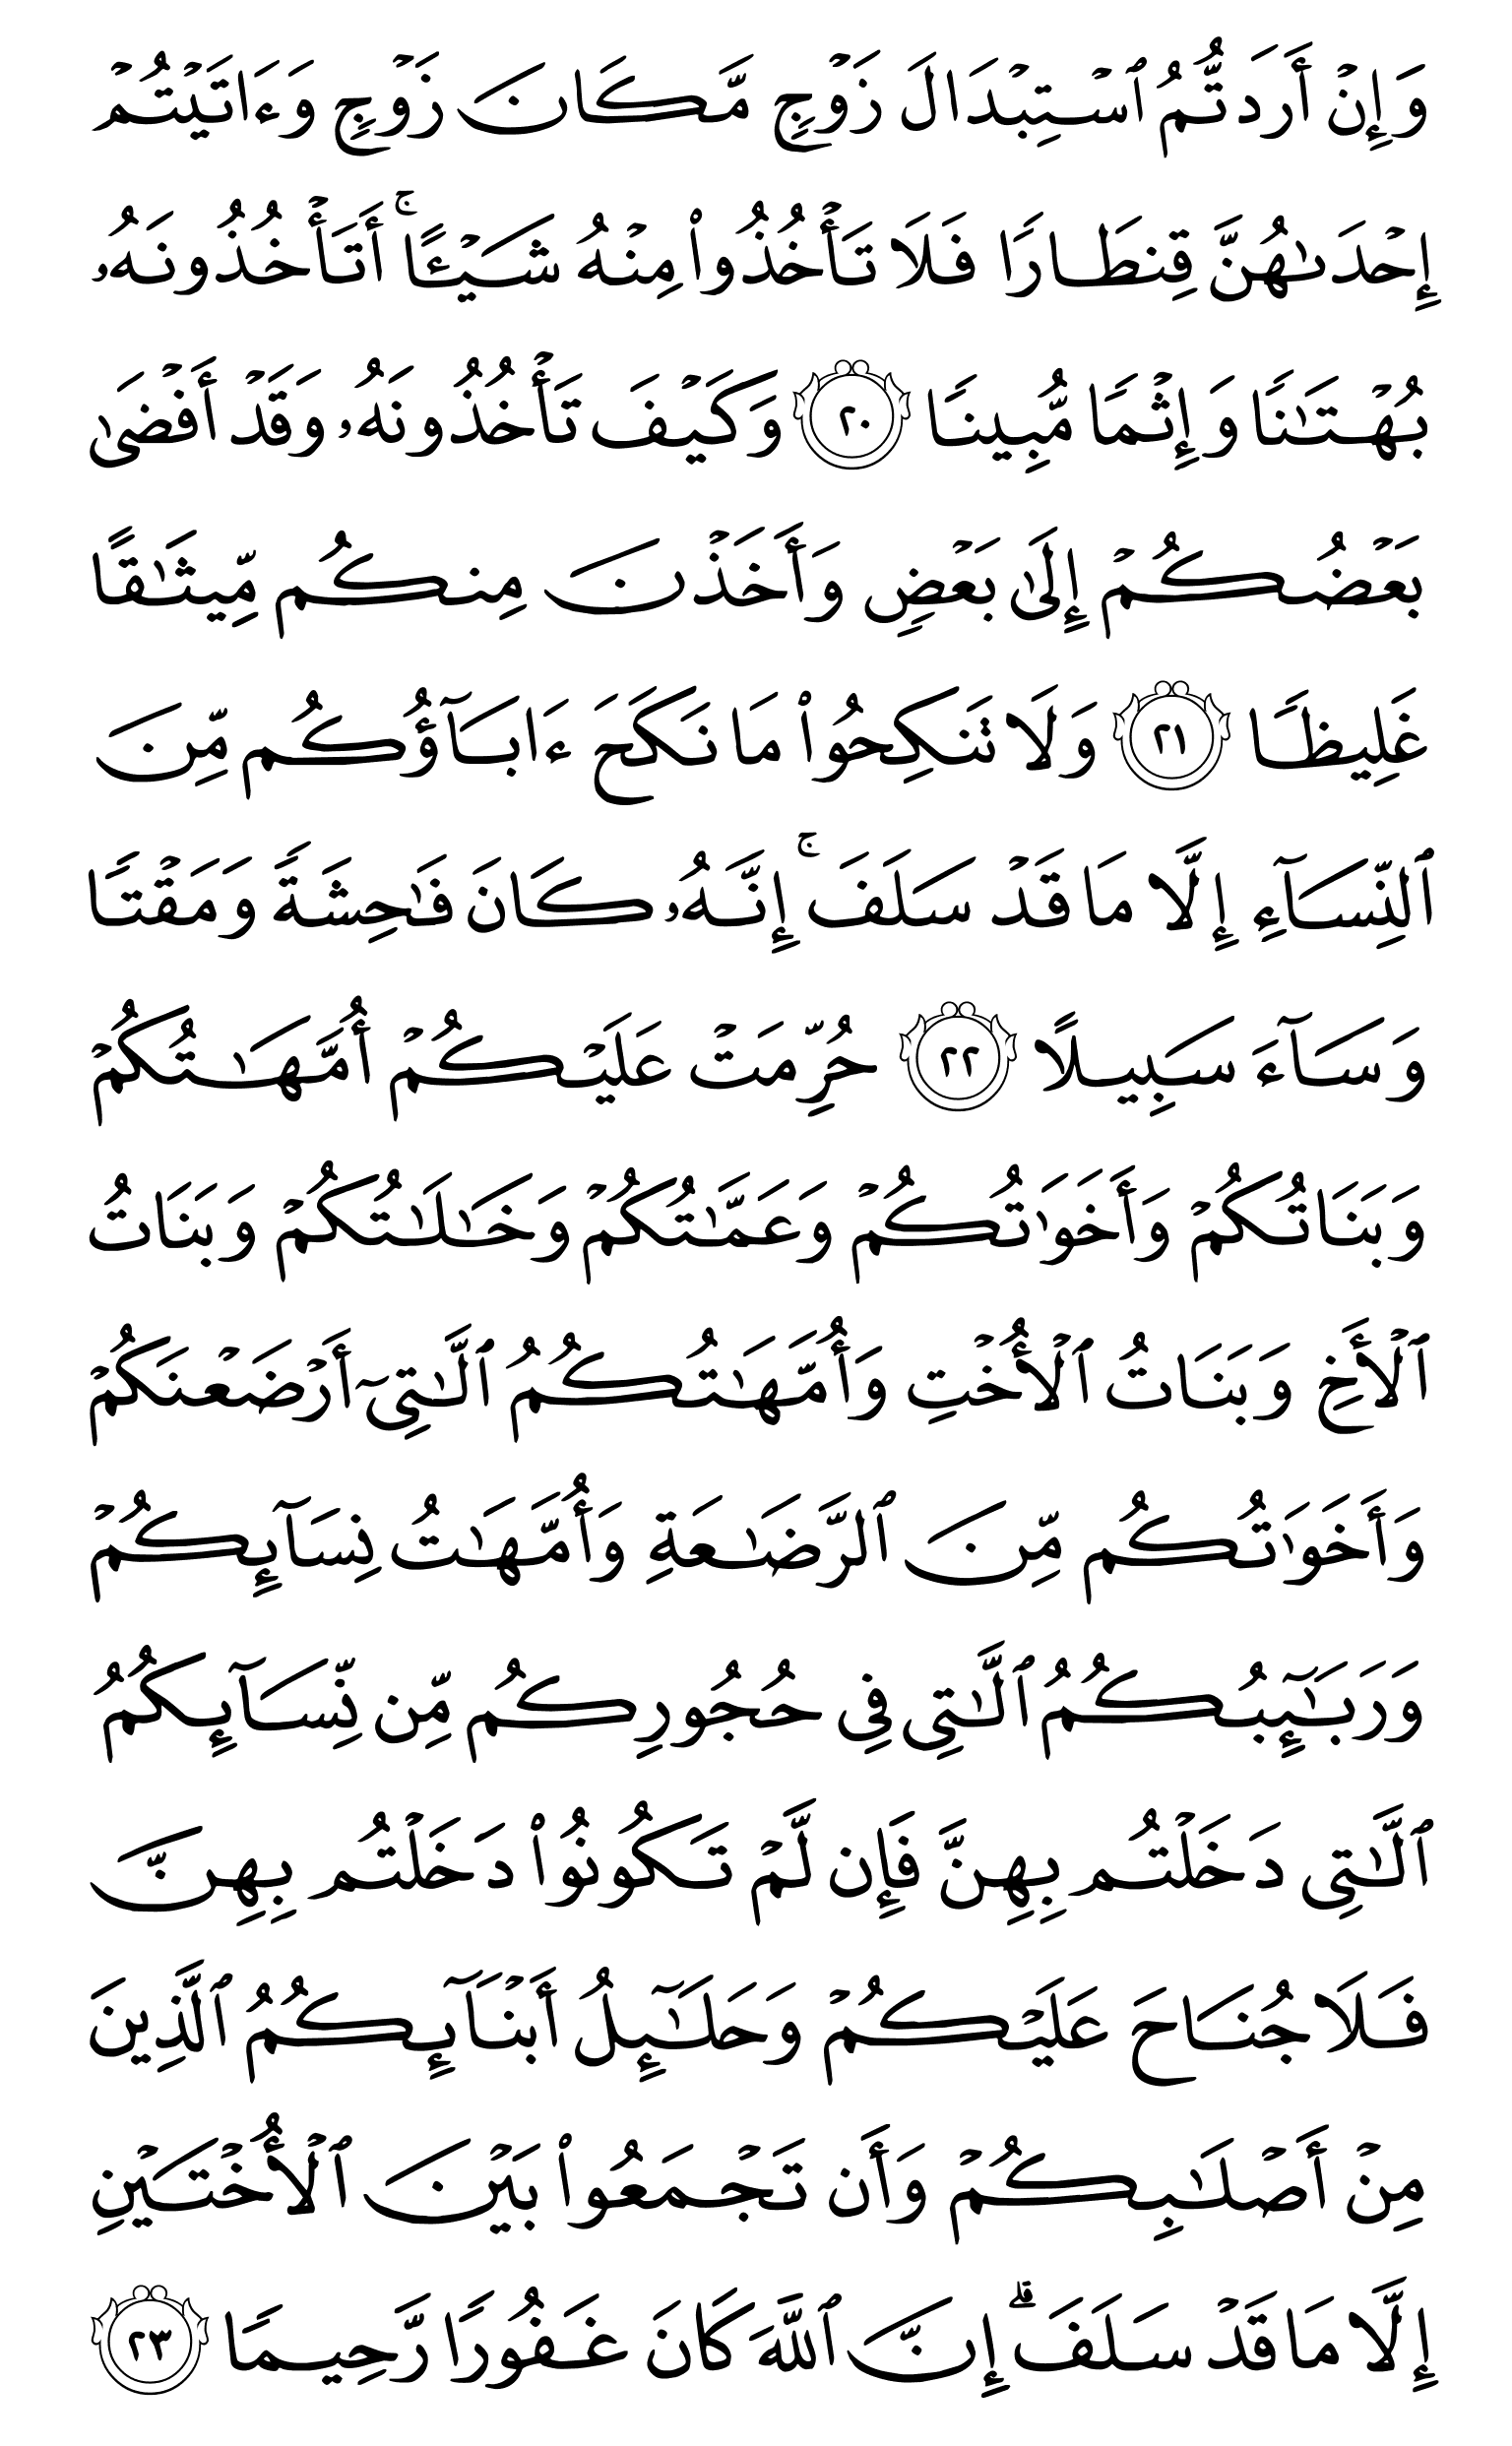 وَإِنْ أَرَدتُّمُ ٱسْتِبْدَالَ زَوْجٍ مَّكَانَ زَوْجٍ وَءَاتَيْتُمْ
إِحْدَىٰهُنَّ قِنطَارًا فَلَا تَأْخُذُوا۟ مِنْهُ شَيْـًٔا ۚ أَتَأْخُذُونَهُۥ
بُهْتَـٰنًا وَإِثْمًا مُّبِينًا ٢٠ وَكَيْفَ تَأْخُذُونَهُۥ وَقَدْ أَفْضَىٰ
بَعْضُكُمْ إِلَىٰ بَعْضٍ وَأَخَذْنَ مِنكُم مِّيثَـٰقًا
غَلِيظًا ٢١ وَلَا تَنكِحُوا۟ مَا نَكَحَ ءَابَآؤُكُم مِّنَ
ٱلنِّسَآءِ إِلَّا مَا قَدْ سَلَفَ ۚ إِنَّهُۥ كَانَ فَـٰحِشَةً وَمَقْتًا
وَسَآءَ سَبِيلًا ٢٢ حُرِّمَتْ عَلَيْكُمْ أُمَّهَـٰتُكُمْ
وَبَنَاتُكُمْ وَأَخَوَٰتُكُمْ وَعَمَّـٰتُكُمْ وَخَـٰلَـٰتُكُمْ وَبَنَاتُ
ٱلْأَخِ وَبَنَاتُ ٱلْأُخْتِ وَأُمَّهَـٰتُكُمُ ٱلَّـٰتِىٓ أَرْضَعْنَكُمْ
وَأَخَوَٰتُكُم مِّنَ ٱلرَّضَـٰعَةِ وَأُمَّهَـٰتُ نِسَآئِكُمْ
وَرَبَـٰٓئِبُكُمُ ٱلَّـٰتِى فِى حُجُورِكُم مِّن نِّسَآئِكُمُ
ٱلَّـٰتِى دَخَلْتُم بِهِنَّ فَإِن لَّمْ تَكُونُوا۟ دَخَلْتُم بِهِنَّ
فَلَا جُنَاحَ عَلَيْكُمْ وَحَلَـٰٓئِلُ أَبْنَآئِكُمُ ٱلَّذِينَ
مِنْ أَصْلَـٰبِكُمْ وَأَن تَجْمَعُوا۟ بَيْنَ ٱلْأُخْتَيْنِ
إِلَّا مَا قَدْ سَلَفَ ۗ إِنَّ ٱللَّهَ كَانَ غَفُورًا رَّحِيمًا ٢٣